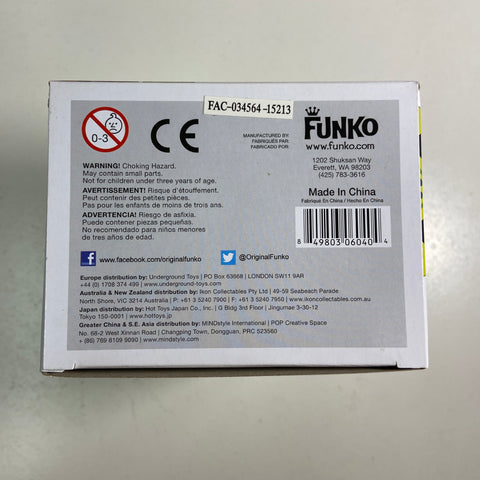 FAC-034564-15213
0-3
CE
MANUFACTURED BY:
FABRIQUÉ PAR:
FABRICADO POR
FUNKO
www.funko.com
1202 Shuksan Way
Everett, WA 98203
(425) 783-3616
WARNING! Choking Hazard.
May contain small parts.
Not for children under three years of age.
AVERTISSEMENT! Risque d'étouffement.
Peut contenir des petites pièces.
Pas pour les enfants de moins de trois ans.
ADVERTENCIA! Riesgo de asfixia.
Puede contener piezas pequeñas.
No recomendado para niños menores
de tres años de edad.
Made In China
Fabriqué En China / Hecho En China
8 49803 06040 4
www.facebook.com/originalfunko
@OriginalFunko
Europe distribution by: Underground Toys | PO Box 63668 | LONDON SW11 9AR
+44 (0) 1708 374 499 | www.underground-toys.com
Australia & New Zealand distribution by: Ikon Collectables Pty Ltd | 49-59 Seabeach Parade
North Shore, VIC 3214 Australia | P: +61 3 5240 7900 | F: +61 3 5240 7950 | www.ikoncollectables.com
Japan distribution by: Hot Toys Japan Co., Inc. | G Bldg 3rd Floor | Jingumae 3-30-12
Tokyo 150-0001 | www.hottoys.jp
Greater China & S.E. Asia distribution by: MINDstyle International | POP Creative Space
No. 68-2 West Xinnan Road | Changping Town, Dongguan, PRC 523560
+ (86) 769 8109 9090 | www.mindstyle.com